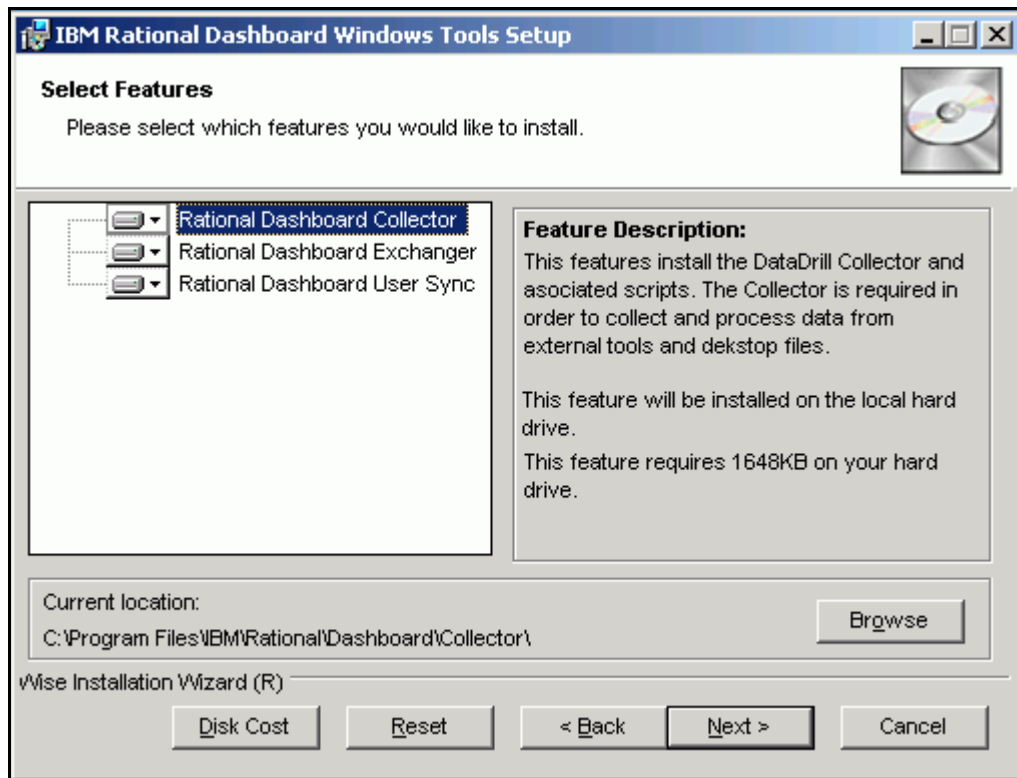 IBM Rational Dashboard Windows Tools Setup
Select Features
Please select which features you would like to install.
Rational Dashboard Collector
Rational Dashboard Exchanger
Rational Dashboard User Sync
Feature Description:
This features install the DataDrill Collector and
asociated scripts. The Collector is required in
order to collect and process data from
external tools and dekstop files.
This feature will be installed on the local hard
drive.
This feature requires 1648KB on your hard
drive.
Current location:
C:\Program Files\IBM\Rational\Dashboard\Collector\
Browse
Wise Installation Wizard (R)
Disk Cost
Reset
< Back
Next >
Cancel